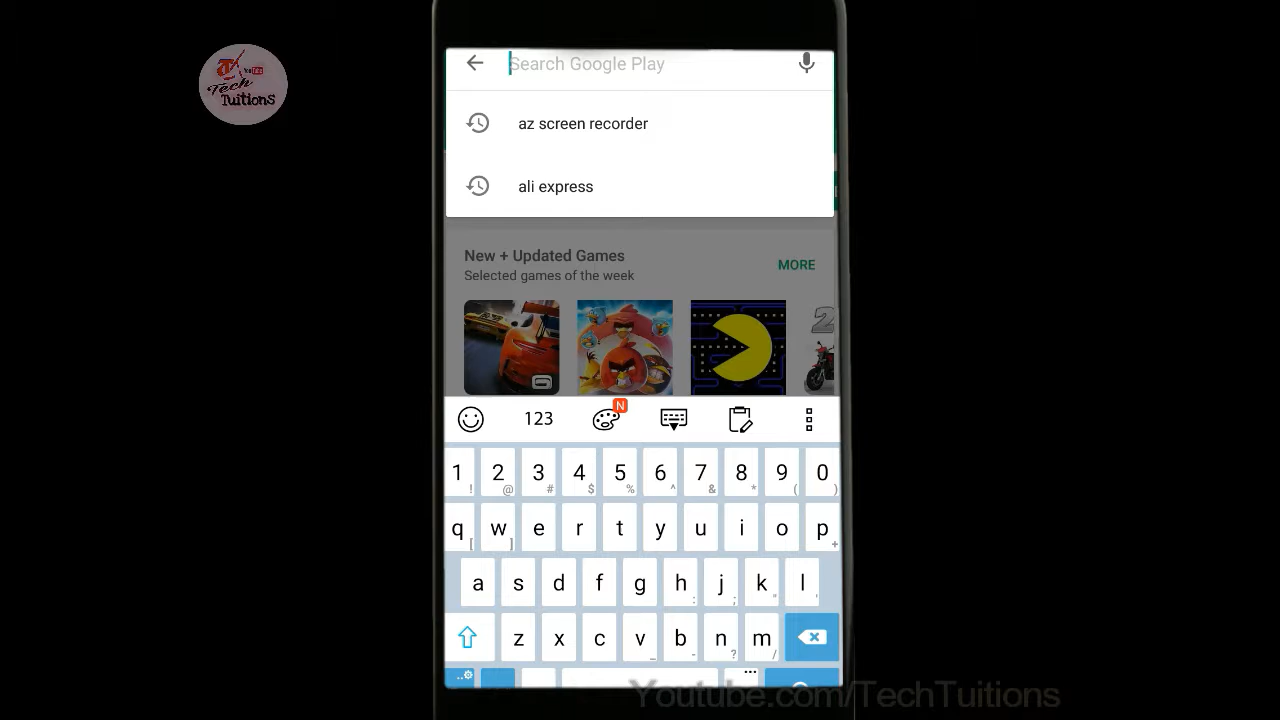 Tech
Tuitions
Search Google Play
az screen recorder
ali express
New + Updated Games
Selected games of the week
MORE
N
123
1 2 3 4 5 6 7 8 9 0
! @ # $ % ^ & * ( )
q w e r t y u i o p
[ ] +
a s d f g h j k l
: ; " '
z x c v b n m
_ - ? /
Youtube.com/TechTuitions